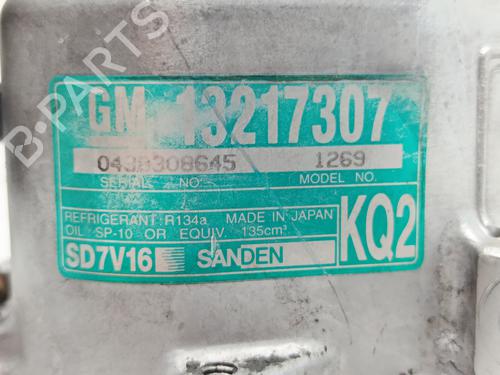 B-PARTS
GM 13217307
0438308645 1269
SERIAL NO. MODEL NO.
REFRIGERANT:R134a MADE IN JAPAN
OIL SP-10 OR EQUIV. 135cm³
KQ2
SD7V16 SANDEN